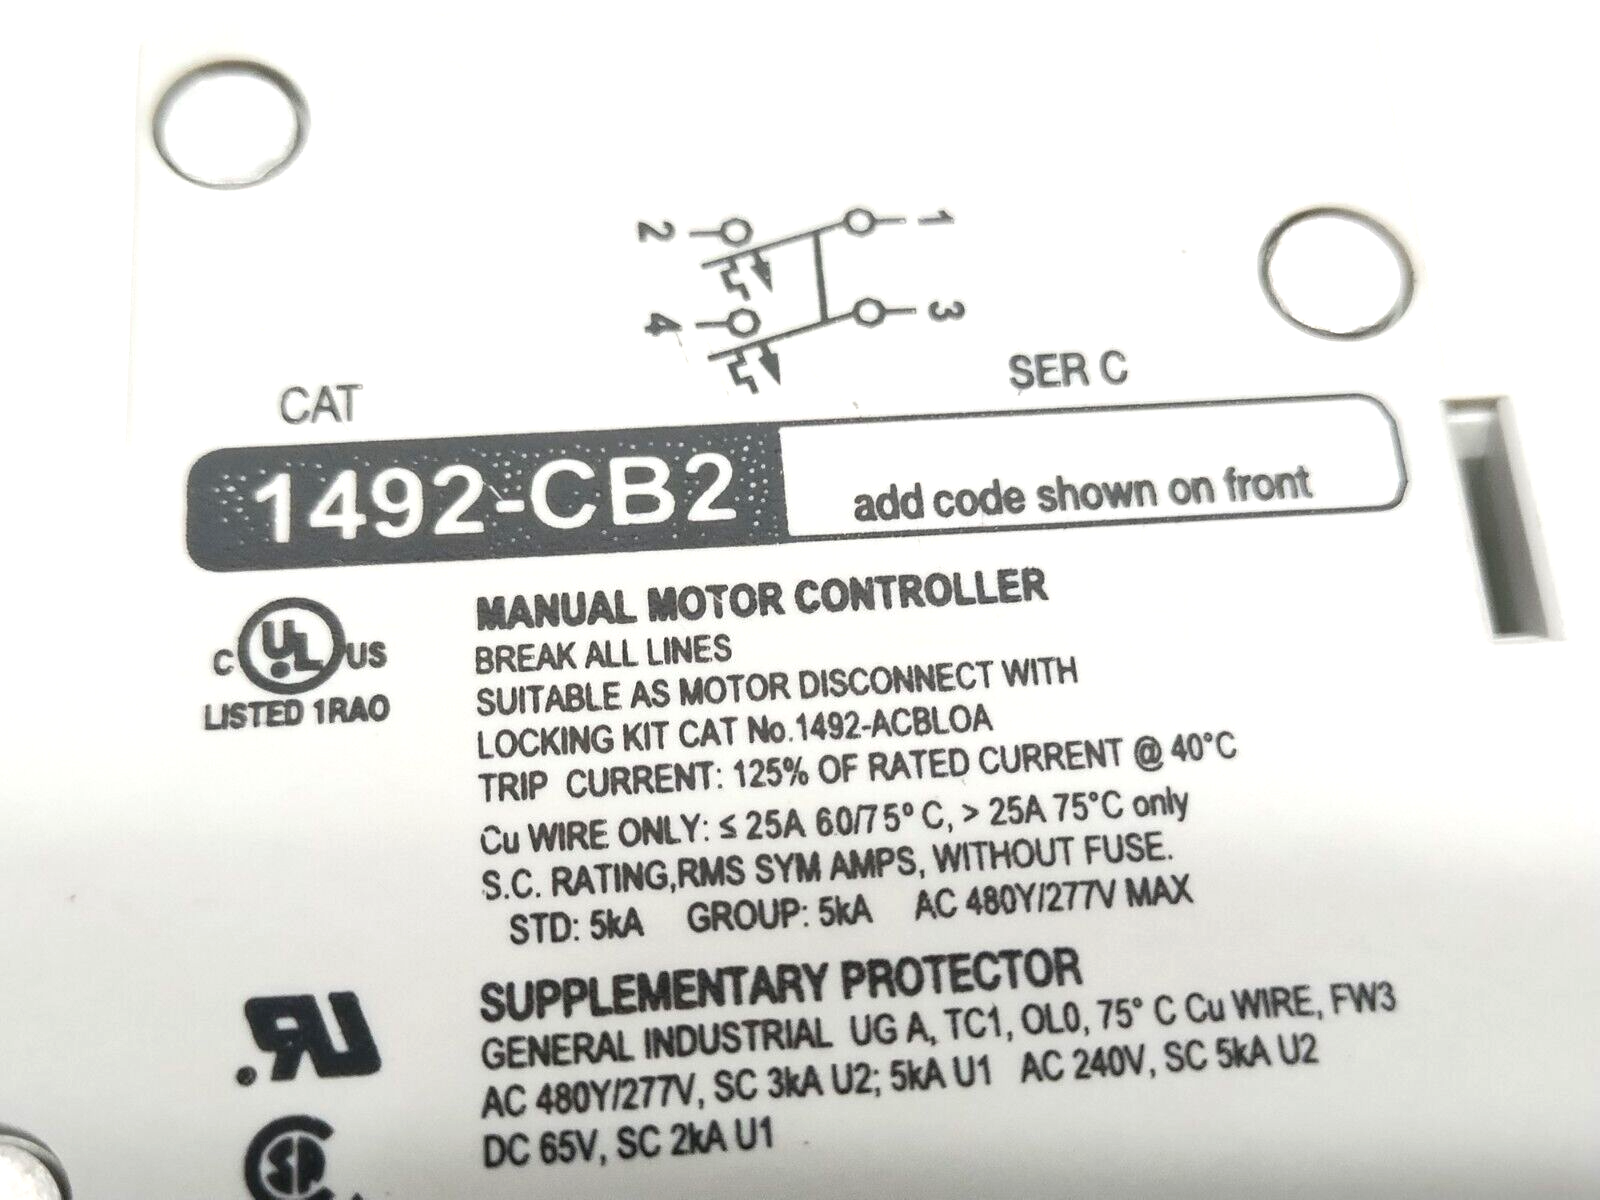 2 1
4 3
CAT SER C
1492-CB2 add code shown on front
C UL US
LISTED 1RA0
MANUAL MOTOR CONTROLLER
BREAK ALL LINES
SUITABLE AS MOTOR DISCONNECT WITH
LOCKING KIT CAT No.1492-ACBLOA
TRIP CURRENT: 125% OF RATED CURRENT @ 40°C
Cu WIRE ONLY: ≤ 25A 60/75° C, > 25A 75°C only
S.C. RATING,RMS SYM AMPS, WITHOUT FUSE.
STD: 5kA GROUP: 5kA AC 480Y/277V MAX
SUPPLEMENTARY PROTECTOR
GENERAL INDUSTRIAL UG A, TC1, OL0, 75° C Cu WIRE, FW3
AC 480Y/277V, SC 3kA U2; 5kA U1 AC 240V, SC 5kA U2
DC 65V, SC 2kA U1